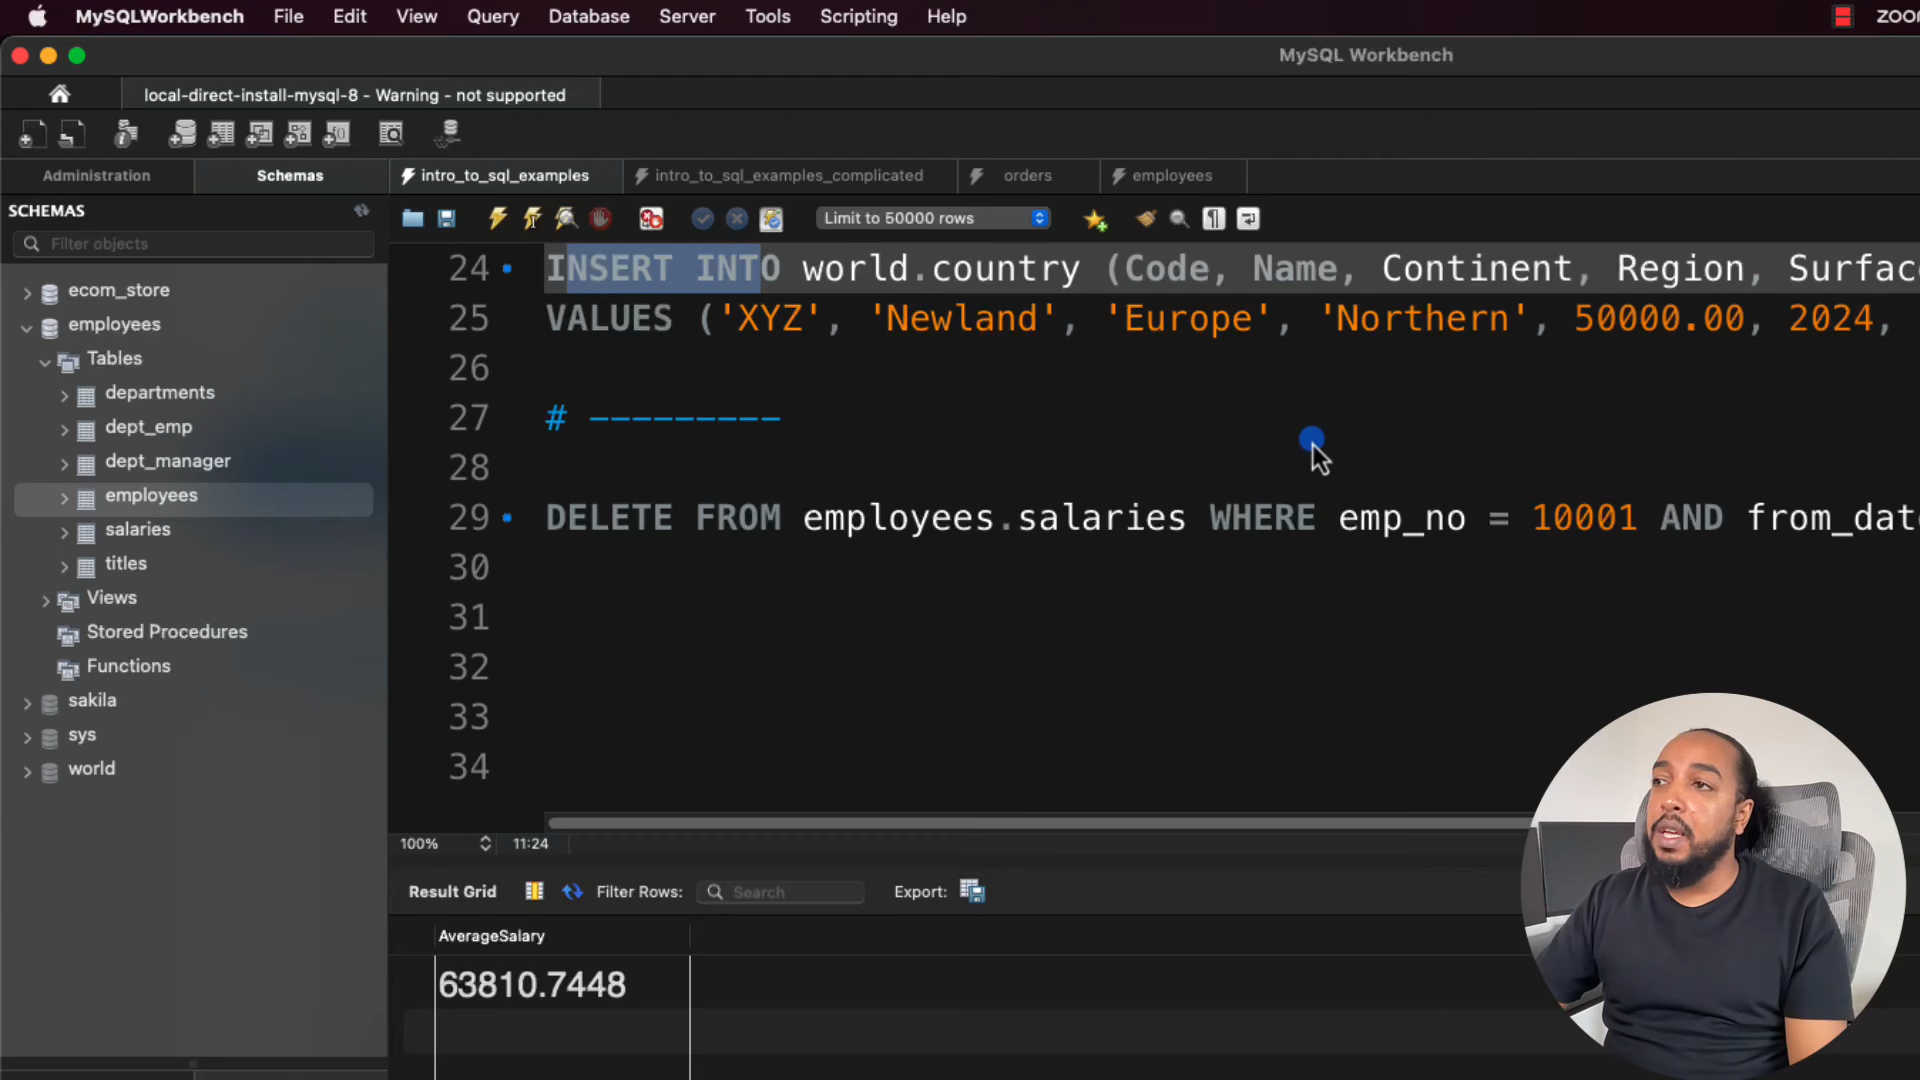 MySQLWorkbench File Edit View Query Database Server Tools Scripting Help
MySQL Workbench
local-direct-install-mysql-8 - Warning - not supported
Administration Schemas
intro_to_sql_examples intro_to_sql_examples_complicated orders employees
SCHEMAS
Filter objects
Limit to 50000 rows
ecom_store
employees
Tables
departments
dept_emp
dept_manager
employees
salaries
titles
Views
Stored Procedures
Functions
sakila
sys
world
24 INSERT INTO world.country (Code, Name, Continent, Region,
25 VALUES ('XYZ', 'Newland', 'Europe', 'Northern', 50000.00, 2024,
26
27 # ---------
28
29 DELETE FROM employees.salaries WHERE emp_no = 10001 AND
30
31
32
33
34
100% 11:24
Result Grid Filter Rows: Search Export:
AverageSalary
63810.7448